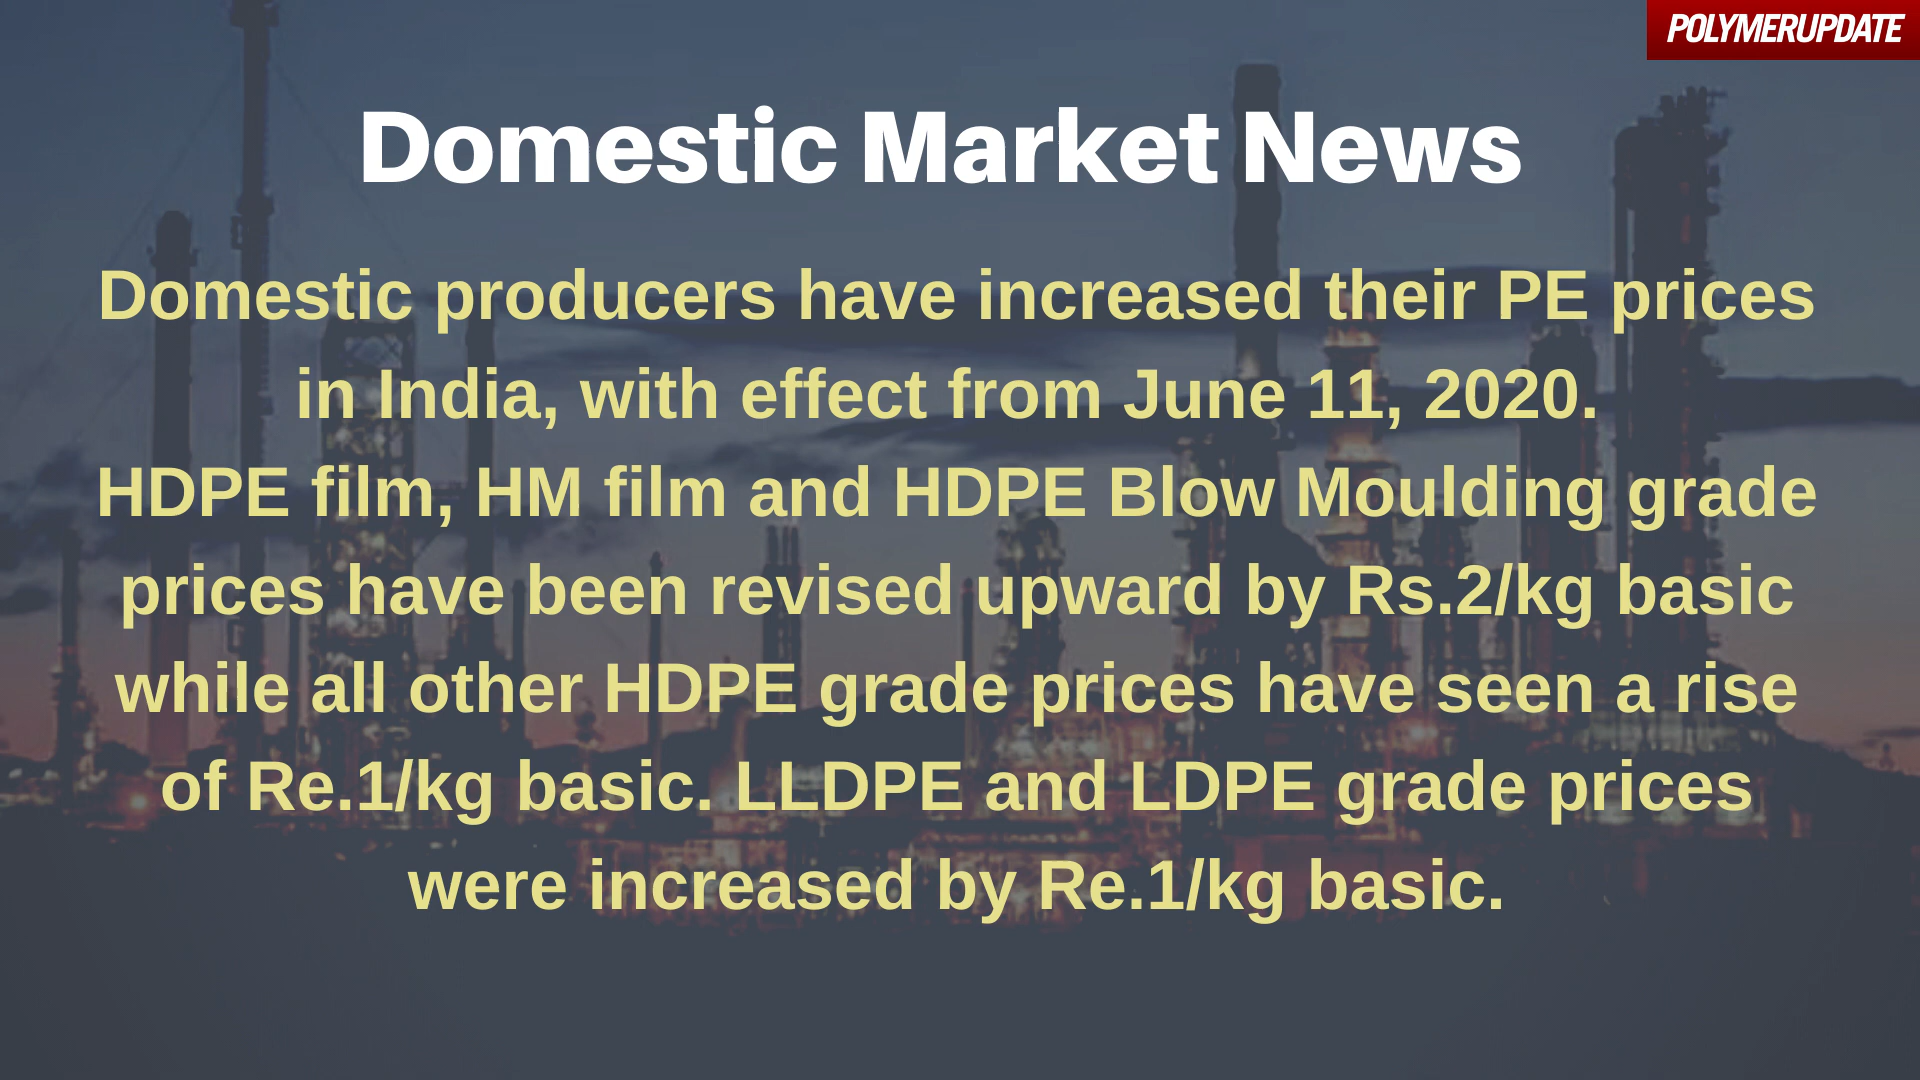 POLYMERUPDATE
Domestic Market News
Domestic producers have increased their PE prices
in India, with effect from June 11, 2020.
HDPE film, HM film and HDPE Blow Moulding grade
prices have been revised upward by Rs.2/kg basic
while all other HDPE grade prices have seen a rise
of Re.1/kg basic. LLDPE and LDPE grade prices
were increased by Re.1/kg basic.